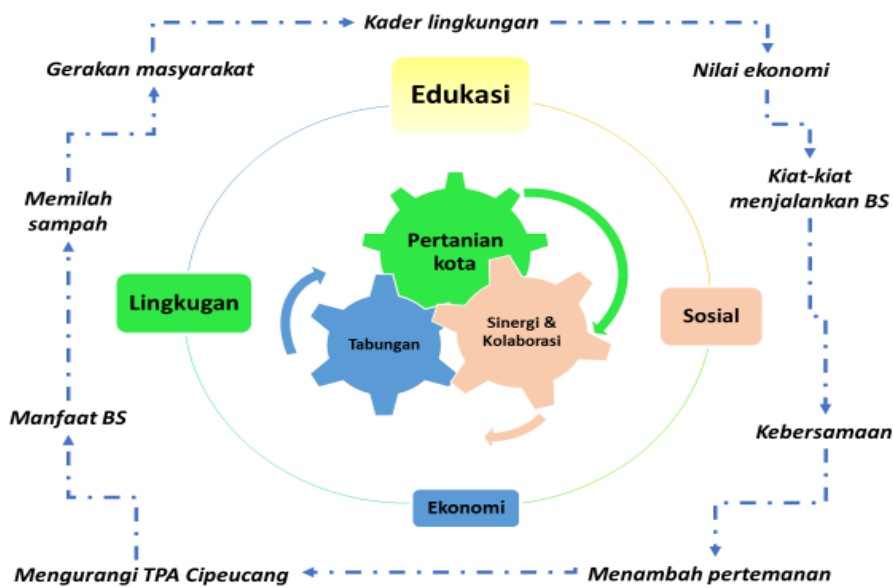 Kader lingkungan
Gerakan masyarakat
Nilai ekonomi
Edukasi
Memilah
sampah
Kiat-kiat
menjalankan BS
Pertanian
kota
Lingkugan
Sosial
Tabungan
Sinergi &
Kolaborasi
Manfaat BS
Kebersamaan
Ekonomi
Mengurangi TPA Cipeucang
Menambah pertemanan